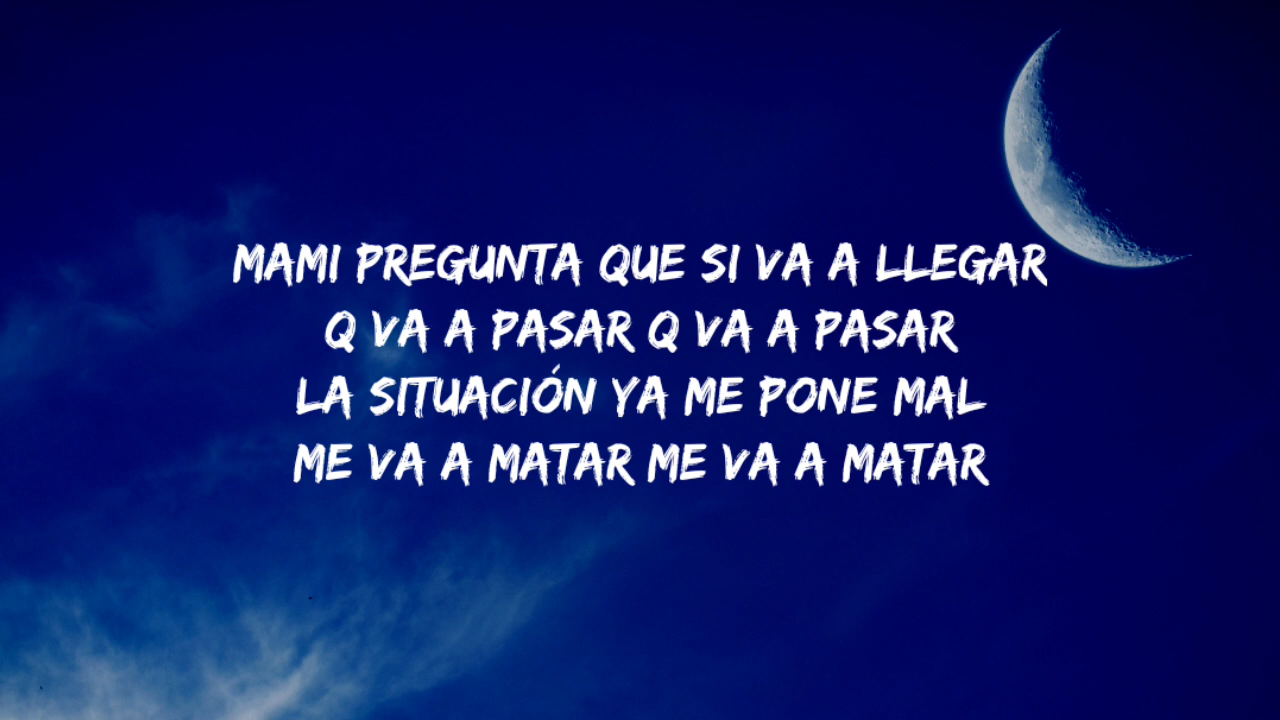 MAMI PREGUNTA QUE SI VA A LLEGAR
Q VA A PASAR Q VA A PASAR
LA SITUACIÓN YA ME PONE MAL
ME VA A MATAR ME VA A MATAR